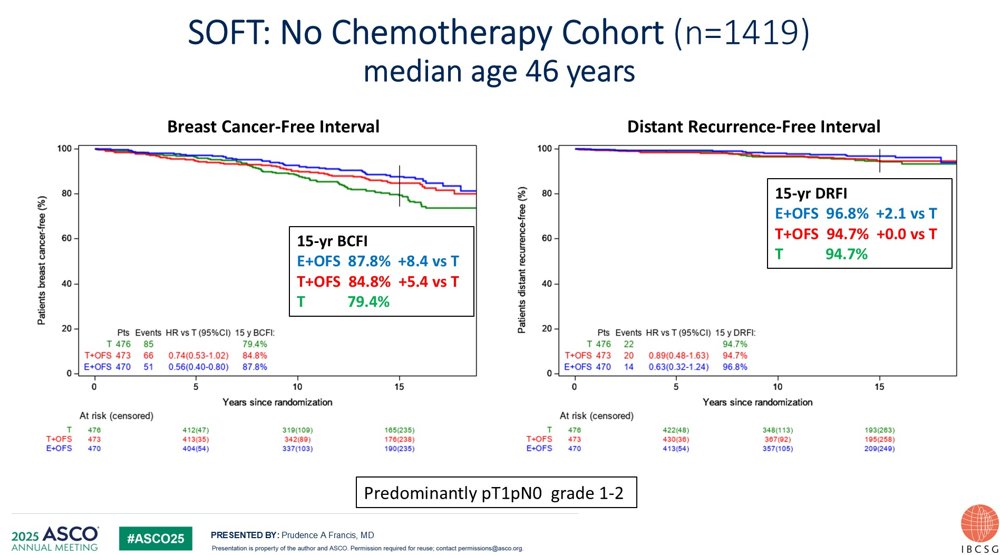 SOFT: No Chemotherapy Cohort (n=1419)
median age 46 years
Breast Cancer-Free Interval
Patients breast cancer-free (%)
100
80
60
40
20
0
15-yr BCFI
E+OFS 87.8% +8.4 vs T
T+OFS 84.8% +5.4 vs T
T 79.4%
Pts Events HR vs T (95%CI) 15 y BCFI:
T 476 85 79.4%
T+OFS 473 66 0.74(0.53-1.02) 84.8%
E+OFS 470 51 0.56(0.40-0.80) 87.8%
0 5 10 15
Years since randomization
At risk (censored)
T 476 412(47) 319(109) 165(235)
T+OFS 473 413(35) 342(89) 176(238)
E+OFS 470 404(54) 337(103) 190(235)
Distant Recurrence-Free Interval
Patients distant recurrence-free (%)
100
80
60
40
20
0
15-yr DRFI
E+OFS 96.8% +2.1 vs T
T+OFS 94.7% +0.0 vs T
T 94.7%
Pts Events HR vs T (95%CI) 15 y DRFI:
T 476 22 94.7%
T+OFS 473 20 0.89(0.48-1.63) 94.7%
E+OFS 470 14 0.63(0.32-1.24) 96.8%
0 5 10 15
Years since randomization
At risk (censored)
T 476 422(48) 348(113) 193(263)
T+OFS 473 430(36) 367(92) 195(258)
E+OFS 470 413(54) 357(105) 209(249)
Predominantly pT1pN0 grade 1-2
2025 ASCO®
ANNUAL MEETING
#ASCO25
PRESENTED BY: Prudence A Francis, MD
Presentation is property of the author and ASCO. Permission required for reuse; contact permissions@asco.org.
IBCSG